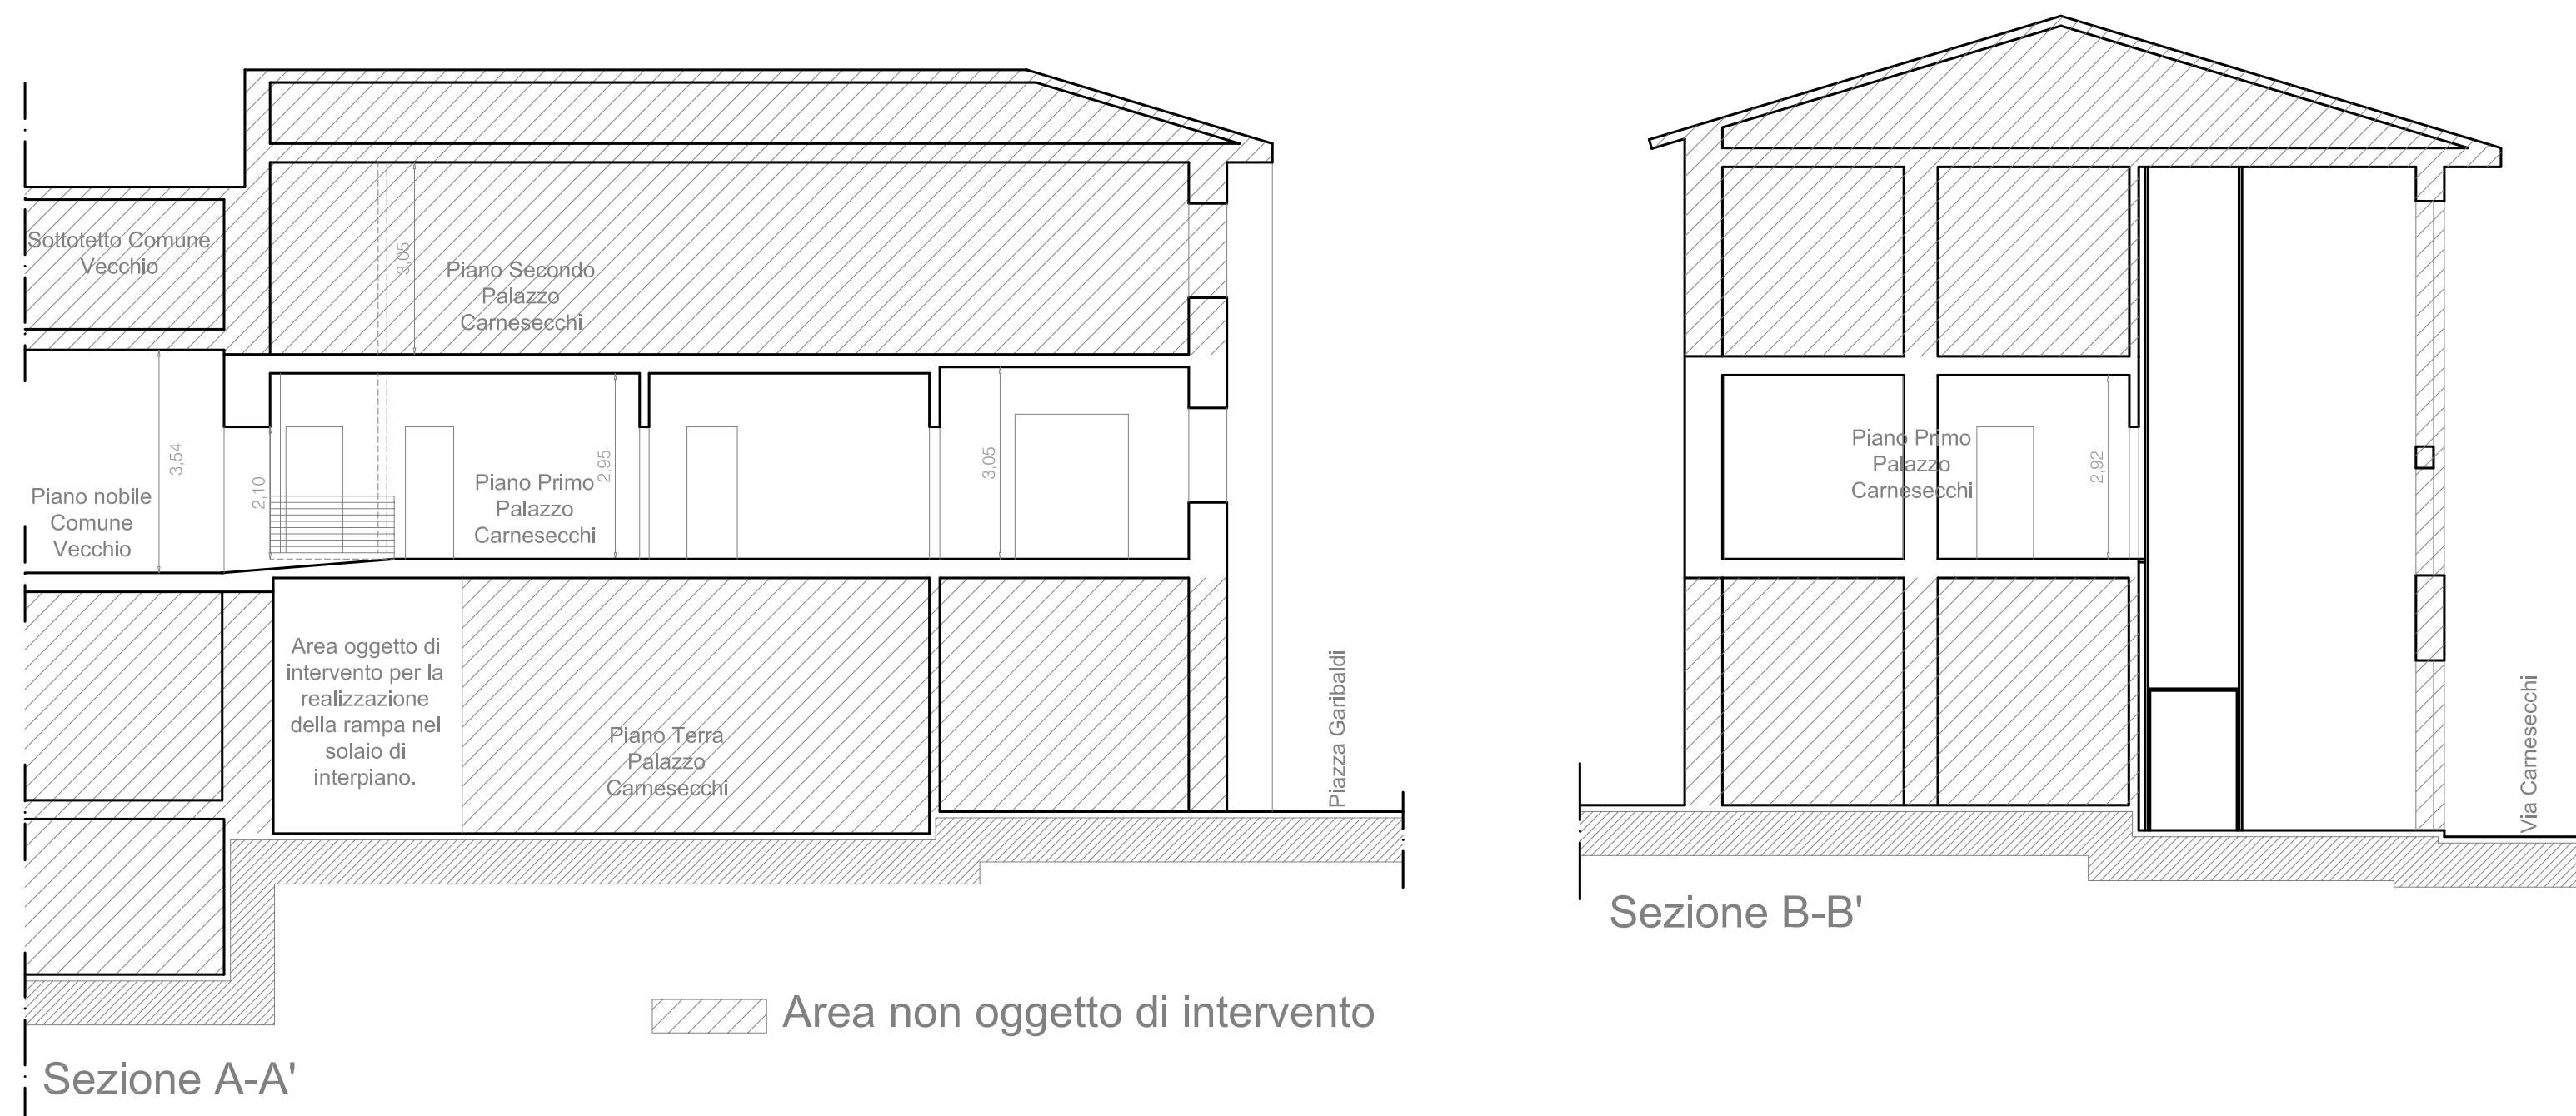 Sottotetto Comune
Vecchio
3,05
Piano Secondo
Palazzo
Carnesecchi
3,54
Piano nobile
Comune
Vecchio
2,10
Piano Primo
Palazzo
Carnesecchi
2,95
3,05
Area oggetto di
intervento per la
realizzazione
della rampa nel
solaio di
interpiano.
Piano Terra
Palazzo
Carnesecchi
Piazza Garibaldi
Sezione A-A'
Area non oggetto di intervento
Piano Primo
Palazzo
Carnesecchi
2,92
Via Carnesecchi
Sezione B-B'